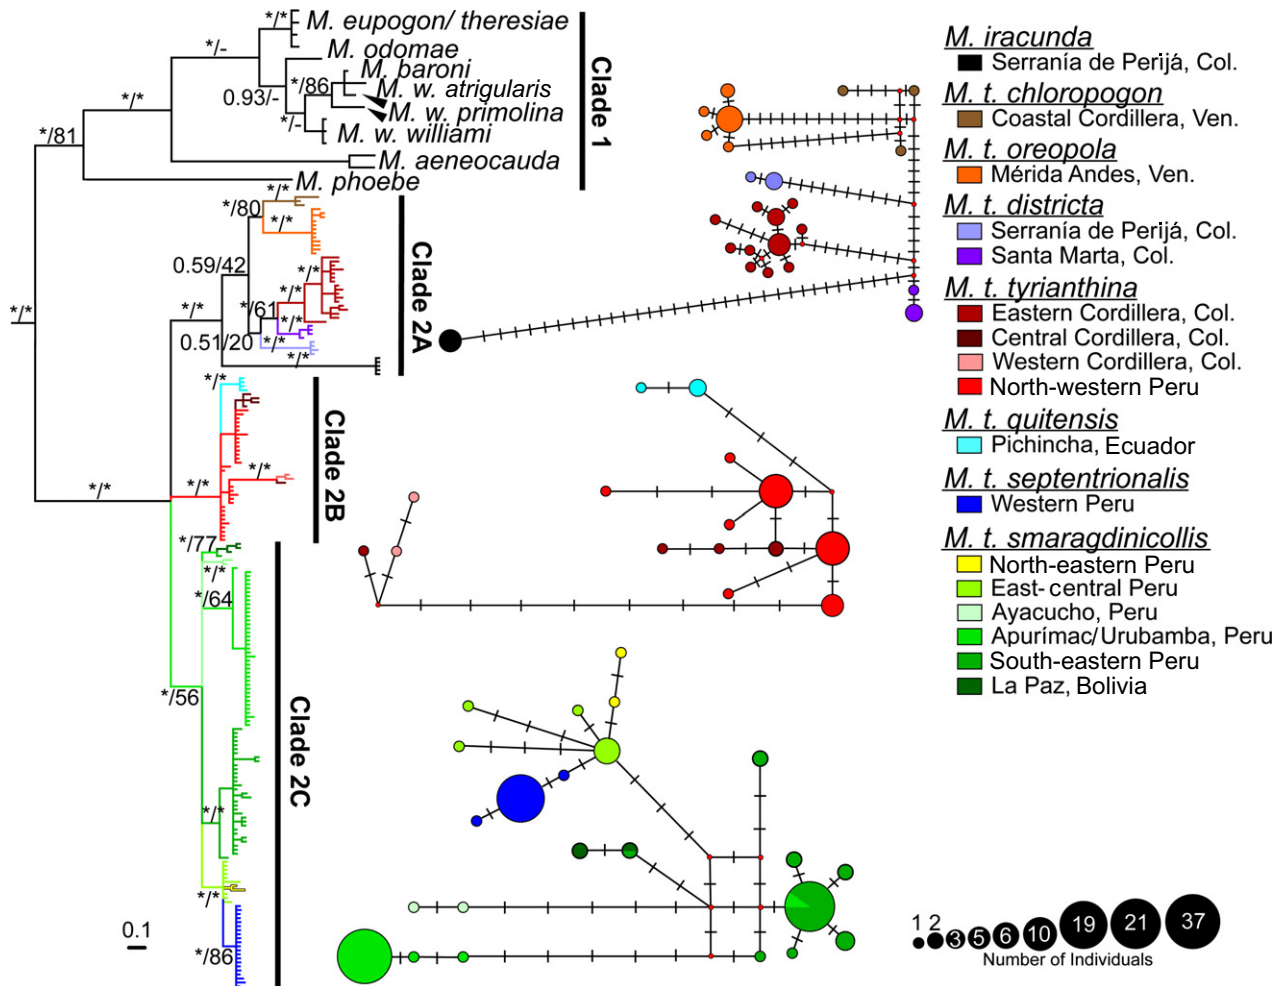 */*
M. eupogon/ theresiae
*/-
M. odomae
M. baroni
*/86
0.93/-
M. w. atrigularis
*/*
M. w. primolina
*/-
M. w. williami
*/81
M. aeneocauda
M. phoebe
Clade 1
*/*
*/80
*/*
0.59/42
*/*
*/*
*/*
*/61
*/*
*/*
0.51/20
*/*
*/*
Clade 2A
*/*
*/*
*/*
*/*
Clade 2B
*/77
*/*
*/64
*/56
*/*
*/*
*/86
Clade 2C
0.1
M. iracunda
Serranía de Perijá, Col.
M. t. chloropogon
Coastal Cordillera, Ven.
M. t. oreopola
Mérida Andes, Ven.
M. t. districta
Serranía de Perijá, Col.
Santa Marta, Col.
M. t. tyrianthina
Eastern Cordillera, Col.
Central Cordillera, Col.
Western Cordillera, Col.
North-western Peru
M. t. quitensis
Pichincha, Ecuador
M. t. septentrionalis
Western Peru
M. t. smaragdinicollis
North-eastern Peru
East-central Peru
Ayacucho, Peru
Apurímac/Urubamba, Peru
South-eastern Peru
La Paz, Bolivia
1 2 3 5 6 10 19 21 37
Number of Individuals